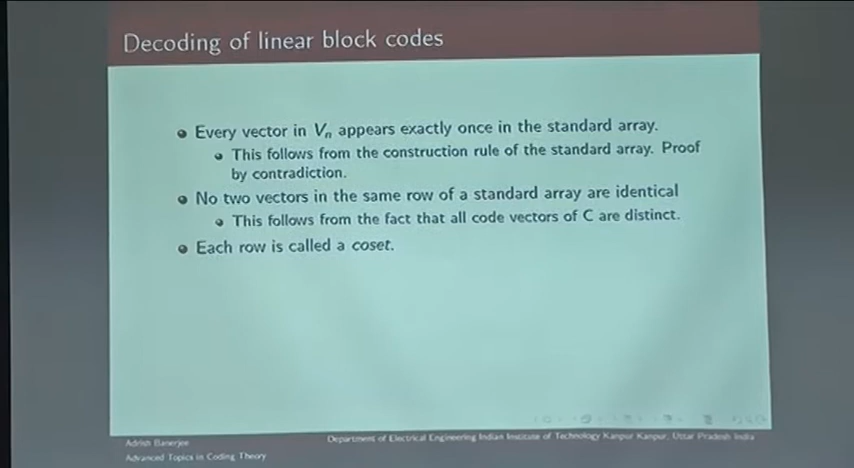 Decoding of linear block codes
Every vector in Vn appears exactly once in the standard array.
This follows from the construction rule of the standard array. Proof
by contradiction.
No two vectors in the same row of a standard array are identical
This follows from the fact that all code vectors of C are distinct.
Each row is called a coset.
Adrish Banerjee
Department of Electrical Engineering Indian Institute of Technology Kanpur Kanpur, Uttar Pradesh India
Advanced Topics in Coding Theory